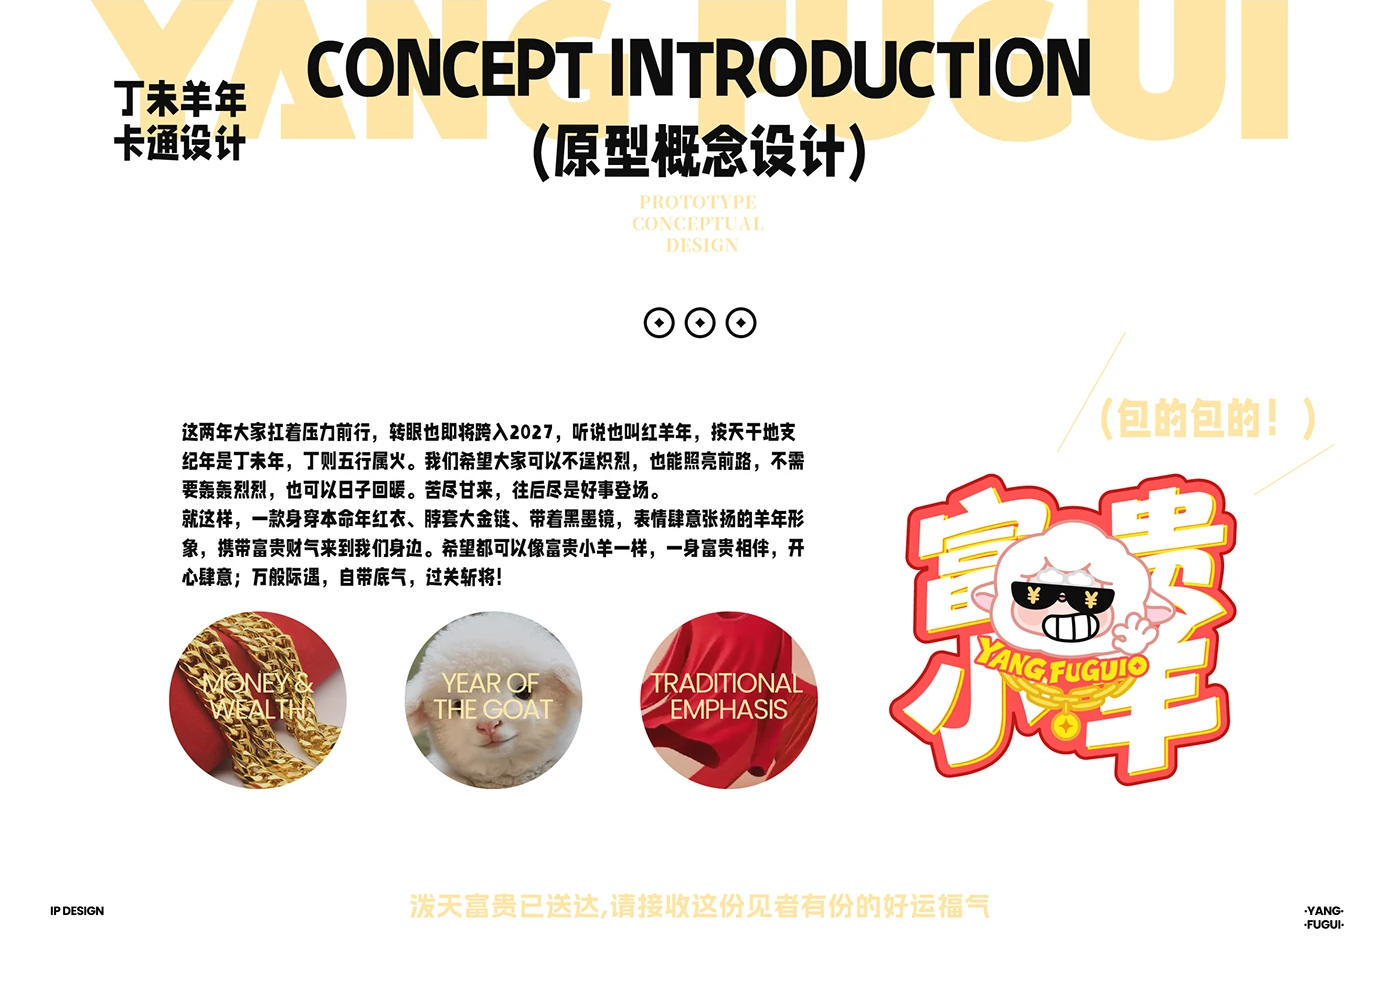 YANG FUGUI
CONCEPT INTRODUCTION
丁未羊年
卡通设计
(原型概念设计)
PROTOTYPE
CONCEPTUAL
DESIGN
(包的包的！)
这两年大家扛着压力前行，转眼也即将跨入2027，听说也叫红羊年，按天干地支
纪年是丁未年，丁则五行属火。我们希望大家可以不逞炽烈，也能照亮前路，不需
要轰轰烈烈，也可以日子回暖。苦尽甘来，往后尽是好事登场。
就这样，一款身穿本命年红衣、脖套大金链、带着黑墨镜，表情肆意张扬的羊年形
象，携带富贵财气来到我们身边。希望都可以像富贵小羊一样，一身富贵相伴，开
心肆意；万般际遇，自带底气，过关斩将！
富贵
小羊
¥ ¥
YANG.FUGUI
MONEY &
WEALTH
YEAR OF
THE GOAT
TRADITIONAL
EMPHASIS
泼天富贵已送达,请接收这份见者有份的好运福气
IP DESIGN
·YANG·
·FUGUI·